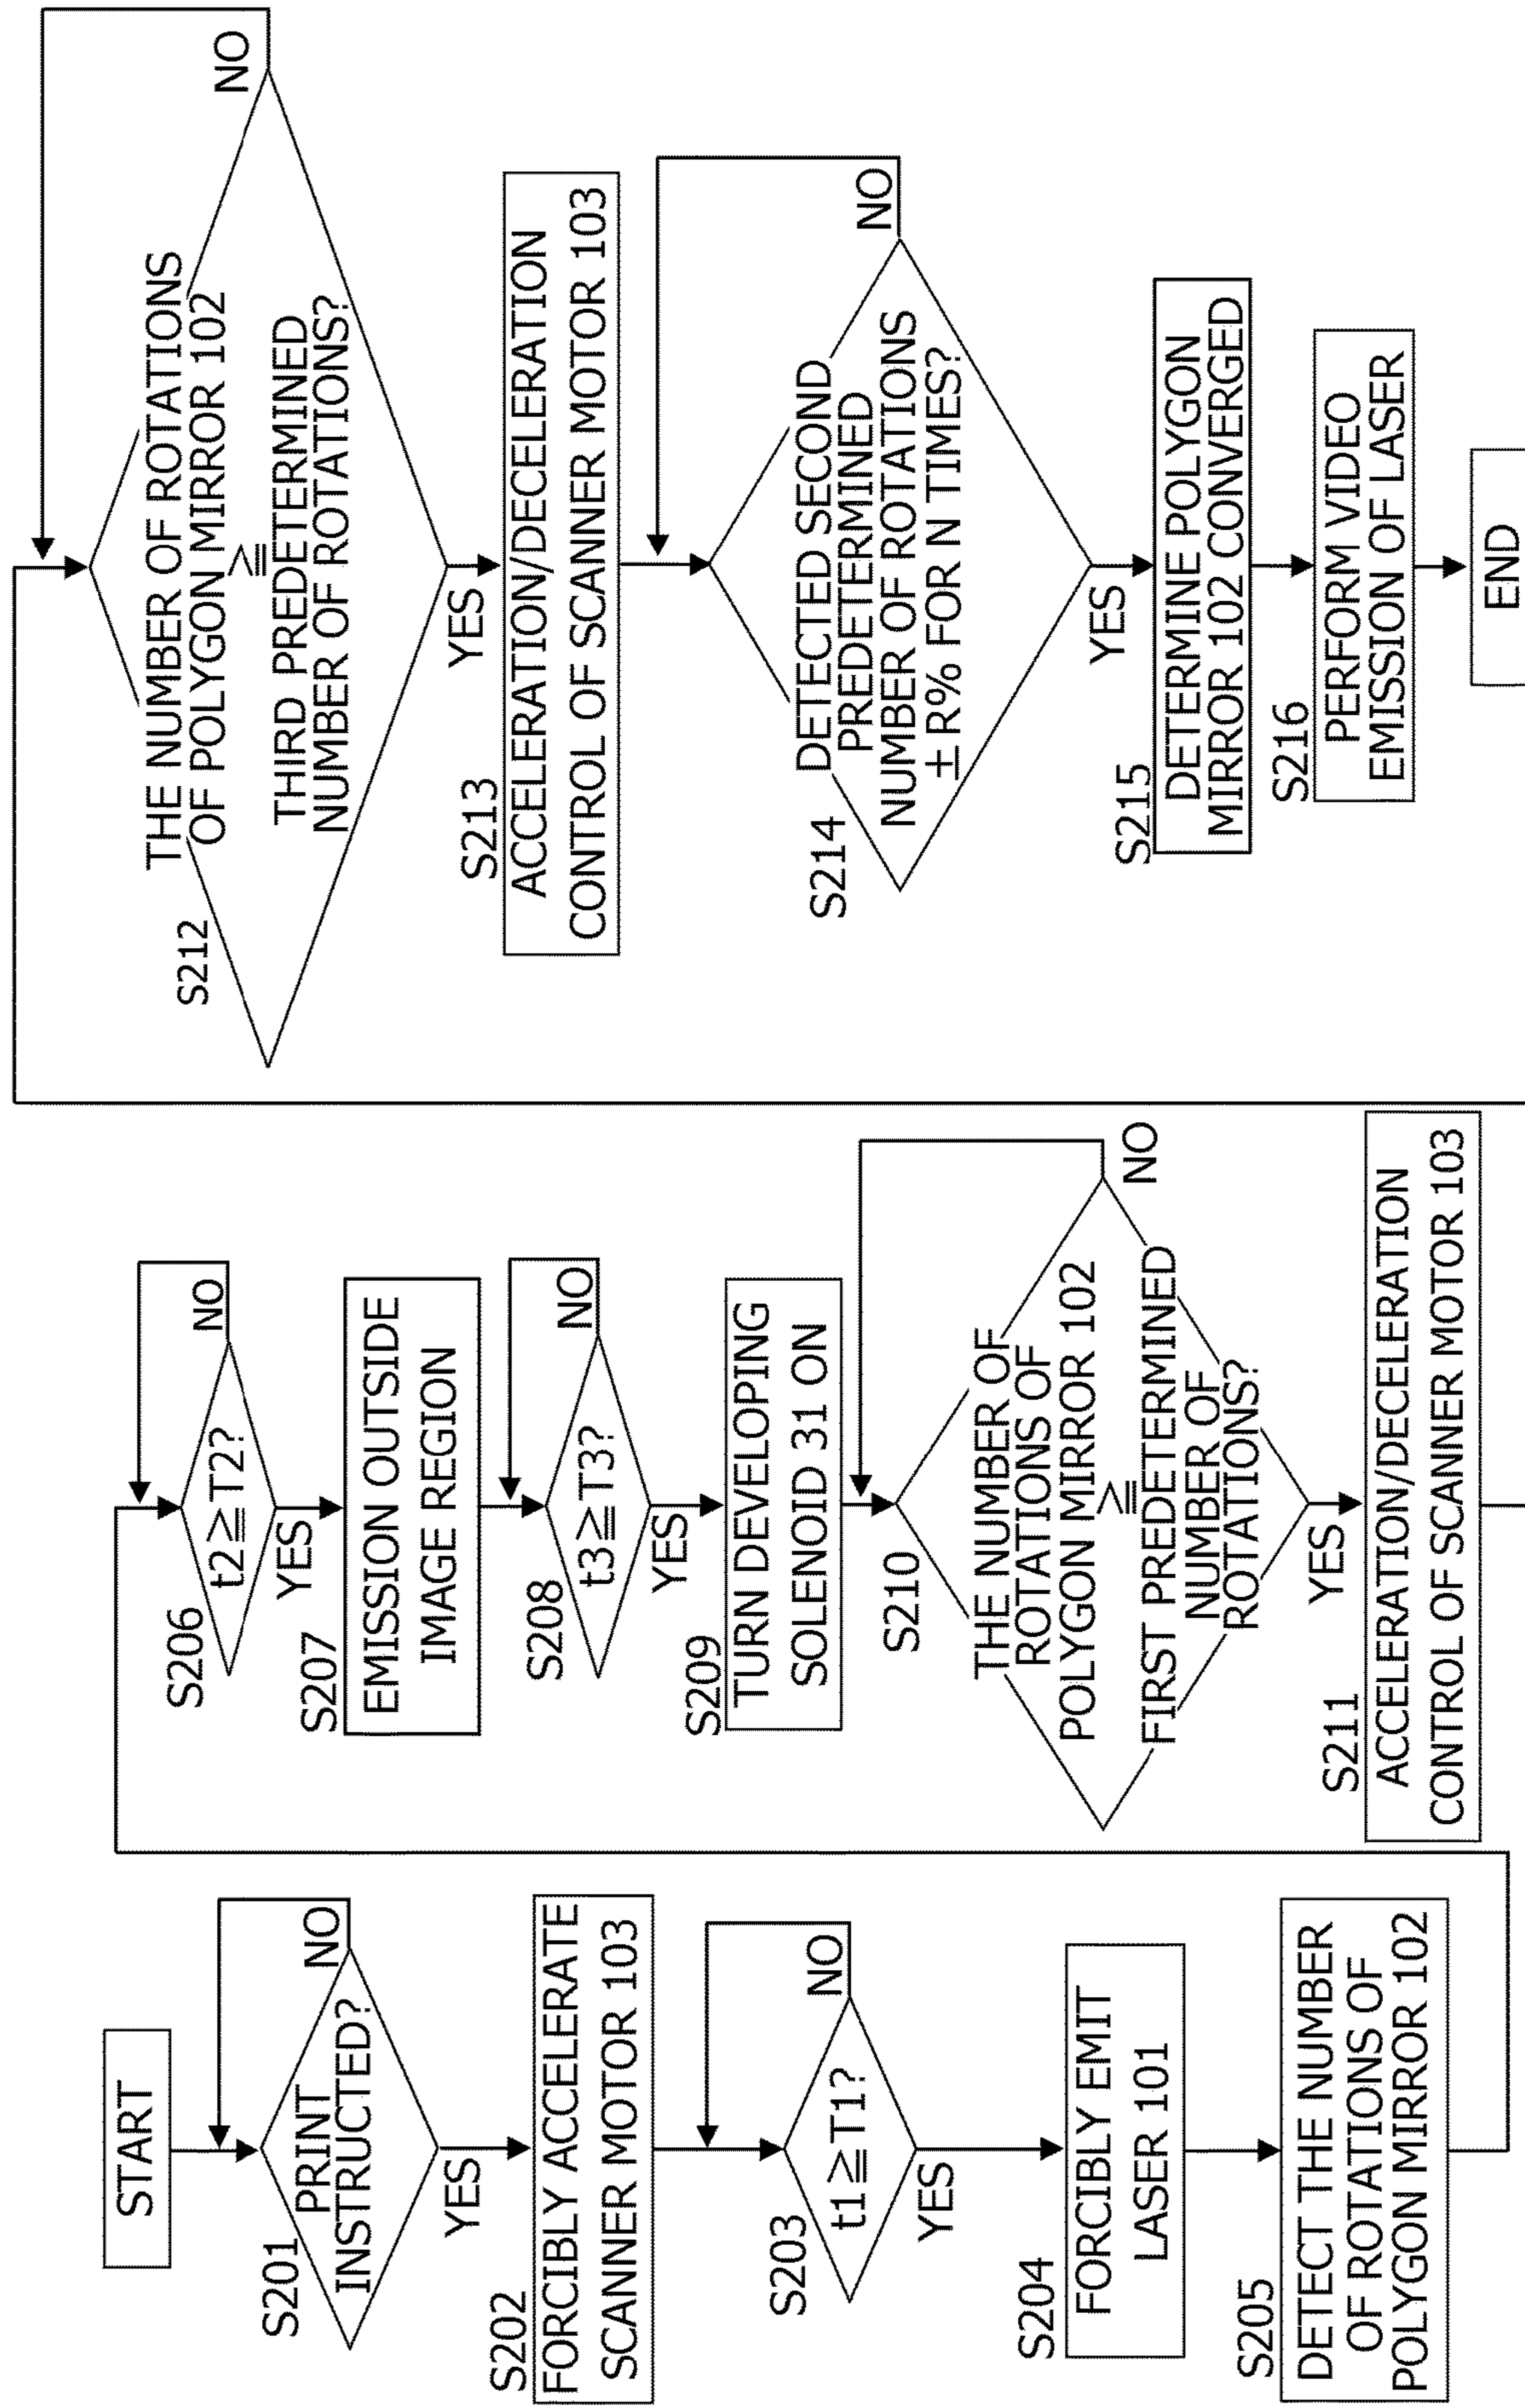 START
S201
PRINT
INSTRUCTED?
NO
YES
S202
FORCIBLY ACCELERATE
SCANNER MOTOR 103
S203
t1≧T1?
NO
YES
S204
FORCIBLY EMIT
LASER 101
S205
DETECT THE NUMBER
OF ROTATIONS OF
POLYGON MIRROR 102
S206
t2≧T2?
NO
YES
S207
EMISSION OUTSIDE
IMAGE REGION
S208
t3≧T3?
NO
YES
S209
TURN DEVELOPING
SOLENOID 31 ON
S210
THE NUMBER OF
ROTATIONS OF
POLYGON MIRROR 102
≧
FIRST PREDETERMINED
NUMBER OF
ROTATIONS?
NO
YES
S211
ACCELERATION/DECELERATION
CONTROL OF SCANNER MOTOR 103
S212
THE NUMBER OF ROTATIONS
OF POLYGON MIRROR 102
≧
THIRD PREDETERMINED
NUMBER OF ROTATIONS?
NO
YES
S213
ACCELERATION/DECELERATION
CONTROL OF SCANNER MOTOR 103
S214
DETECTED SECOND
PREDETERMINED
NUMBER OF ROTATIONS
±R% FOR N TIMES?
NO
YES
S215
DETERMINE POLYGON
MIRROR 102 CONVERGED
S216
PERFORM VIDEO
EMISSION OF LASER
END